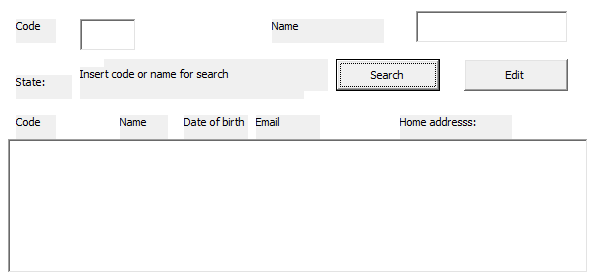 Code Name
State: Insert code or name for search Search Edit
Code Name Date of birth Email Home addresss: